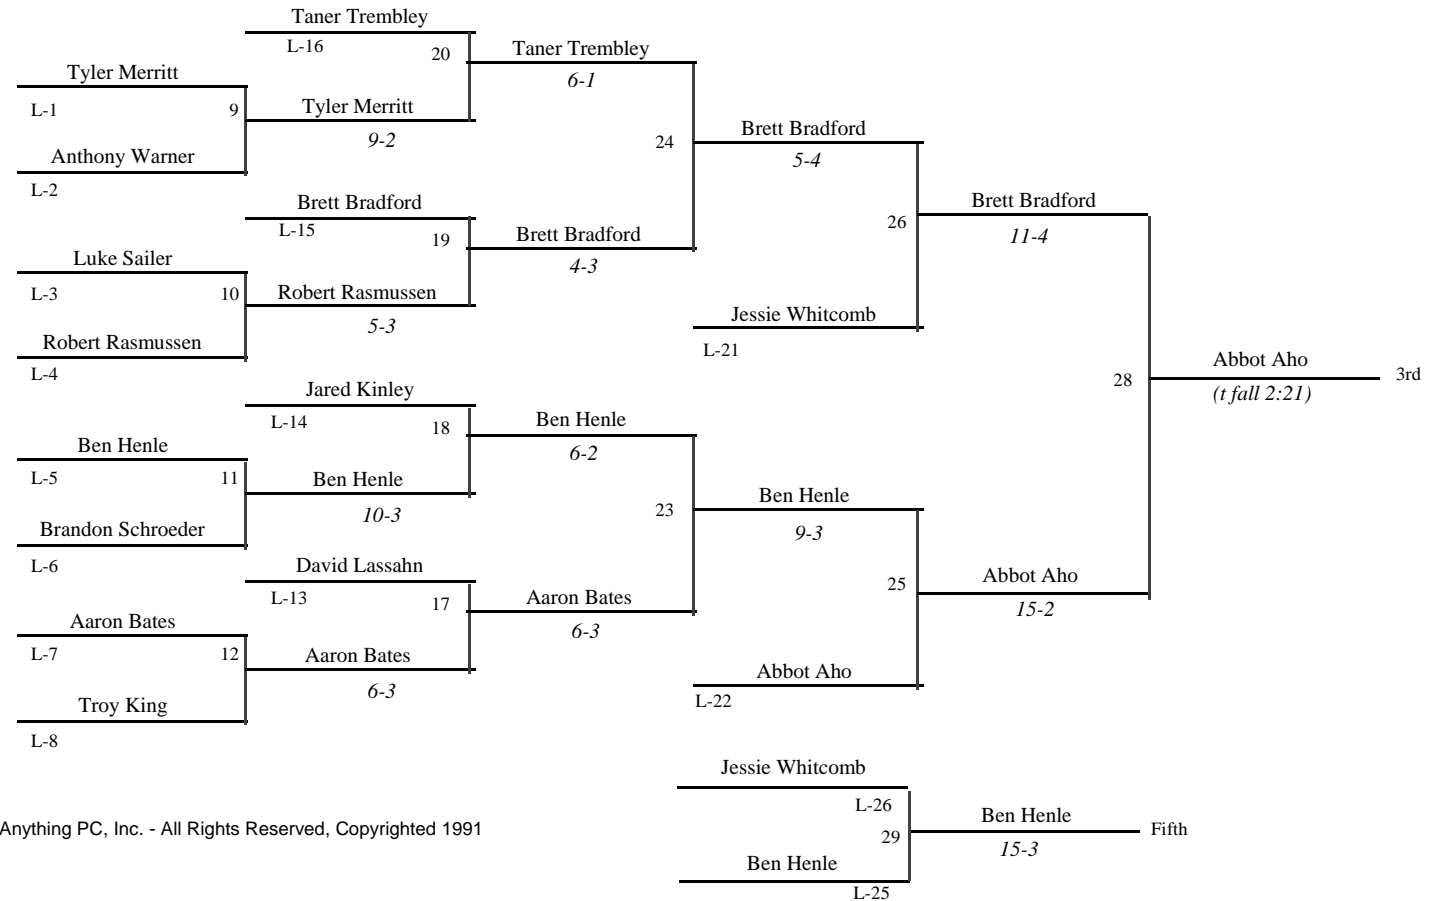 Taner Trembley
L-16
20
Taner Trembley
6-1
Tyler Merritt
L-1
9
Tyler Merritt
9-2
Anthony Warner
L-2
24
Brett Bradford
5-4
Brett Bradford
L-15
19
Brett Bradford
4-3
26
Brett Bradford
11-4
Luke Sailer
L-3
10
Robert Rasmussen
5-3
Robert Rasmussen
L-4
Jessie Whitcomb
L-21
28
Abbot Aho
(t fall 2:21)
3rd
Jared Kinley
L-14
18
Ben Henle
6-2
Ben Henle
L-5
11
Ben Henle
10-3
Brandon Schroeder
L-6
23
Ben Henle
9-3
David Lassahn
L-13
17
Aaron Bates
6-3
25
Abbot Aho
15-2
Aaron Bates
L-7
12
Aaron Bates
6-3
Troy King
L-8
Abbot Aho
L-22
Jessie Whitcomb
L-26
29
Ben Henle
15-3
Fifth
Ben Henle
L-25
Anything PC, Inc. - All Rights Reserved, Copyrighted 1991